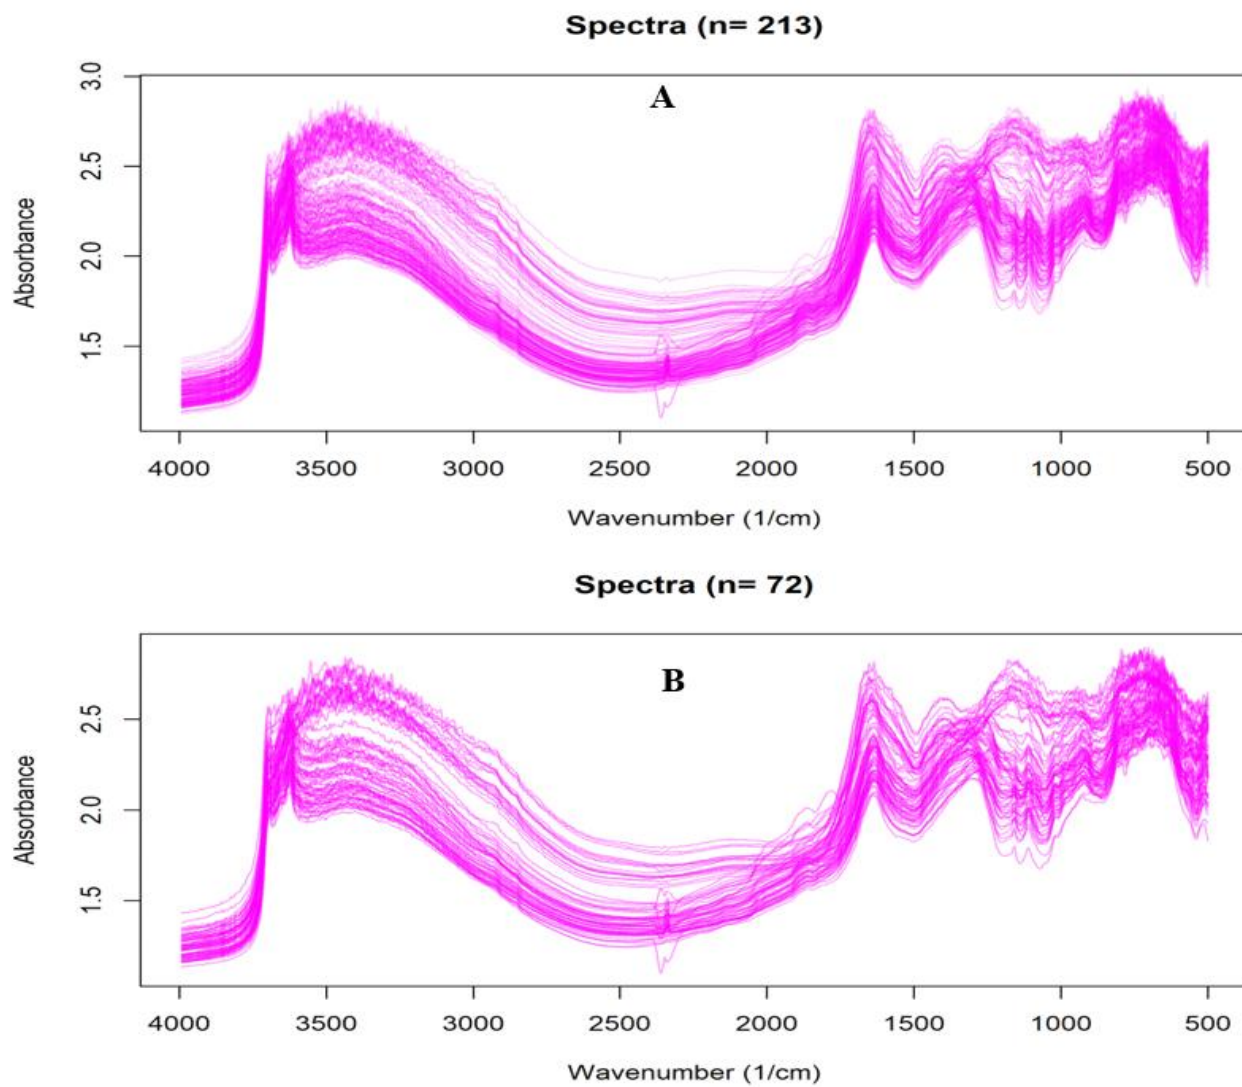 Spectra (n= 213)
A
3.0
2.5
2.0
1.5
Absorbance
4000 3500 3000 2500 2000 1500 1000 500
Wavenumber (1/cm)
Spectra (n= 72)
B
2.5
2.0
1.5
Absorbance
4000 3500 3000 2500 2000 1500 1000 500
Wavenumber (1/cm)